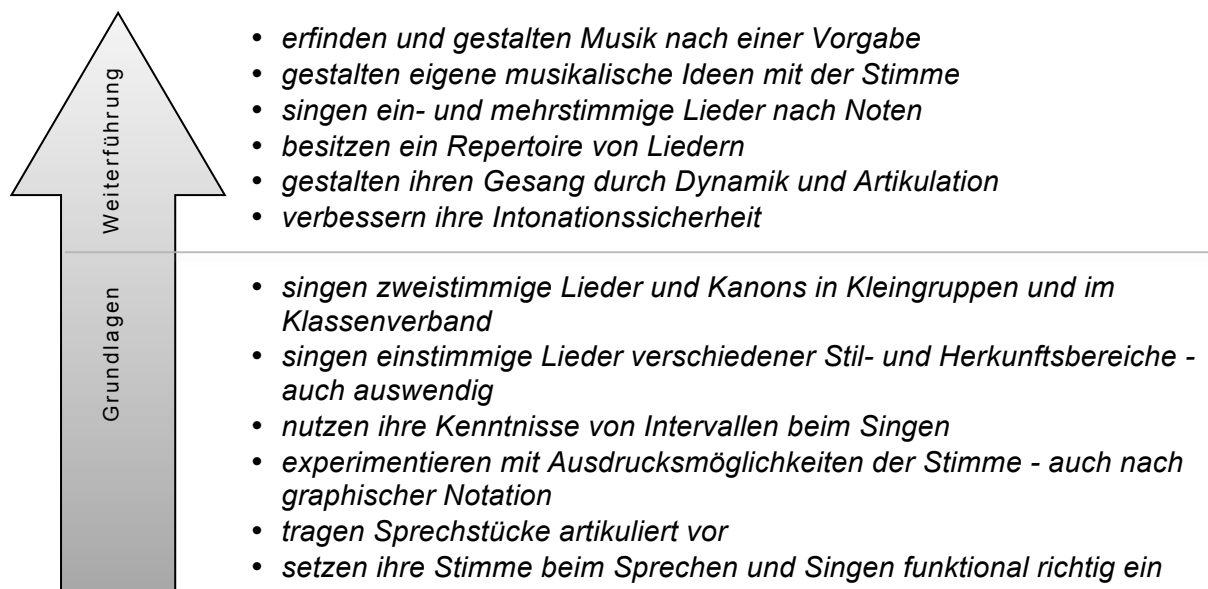 Weiterführung
• erfinden und gestalten Musik nach einer Vorgabe
• gestalten eigene musikalische Ideen mit der Stimme
• singen ein- und mehrstimmige Lieder nach Noten
• besitzen ein Repertoire von Liedern
• gestalten ihren Gesang durch Dynamik und Artikulation
• verbessern ihre Intonationssicherheit
Grundlagen
• singen zweistimmige Lieder und Kanons in Kleingruppen und im
Klassenverband
• singen einstimmige Lieder verschiedener Stil- und Herkunftsbereiche -
auch auswendig
• nutzen ihre Kenntnisse von Intervallen beim Singen
• experimentieren mit Ausdrucksmöglichkeiten der Stimme - auch nach
graphischer Notation
• tragen Sprechstücke artikuliert vor
• setzen ihre Stimme beim Sprechen und Singen funktional richtig ein